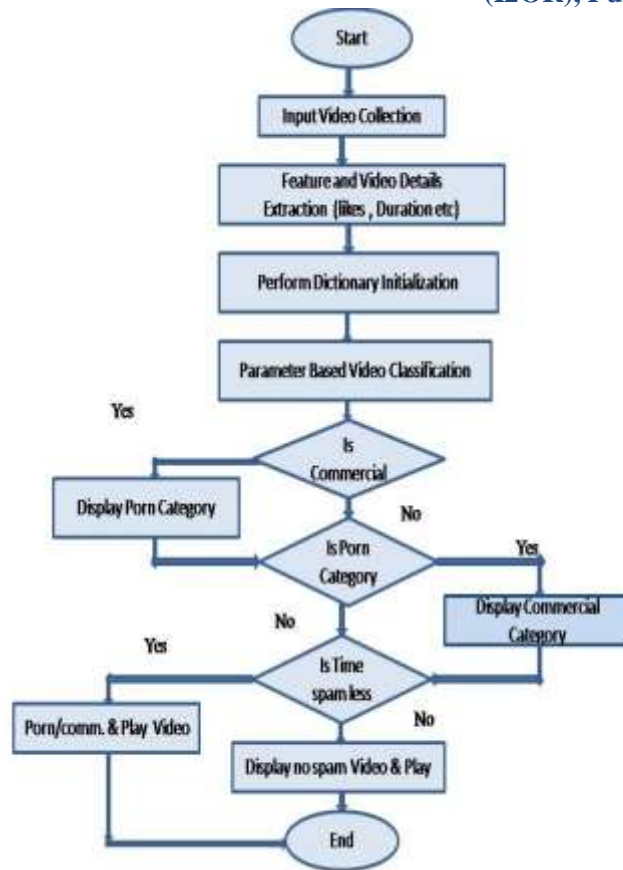 Start
Input Video Collection
Feature and Video Details
Extraction (likes , Duration etc)
Perform Dictionary Initialization
Parameter Based Video Classification
Yes
Is
Commercial
Display Porn Category
No
Is Porn
Category
Yes
Display Commercial
Category
No
Yes
Is Time
spam less
Porn/comm. & Play Video
No
Display no spam Video & Play
End